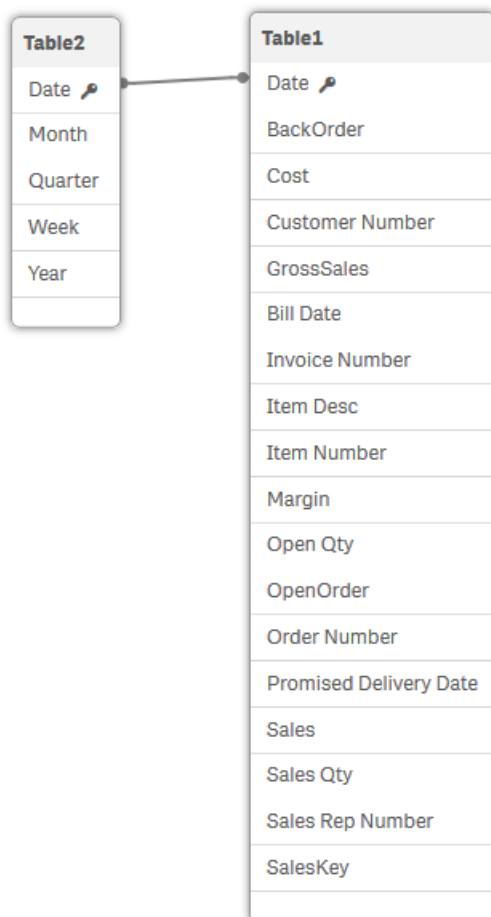 Table2
Date
Month
Quarter
Week
Year
Table1
Date
BackOrder
Cost
Customer Number
GrossSales
Bill Date
Invoice Number
Item Desc
Item Number
Margin
Open Qty
OpenOrder
Order Number
Promised Delivery Date
Sales
Sales Qty
Sales Rep Number
SalesKey